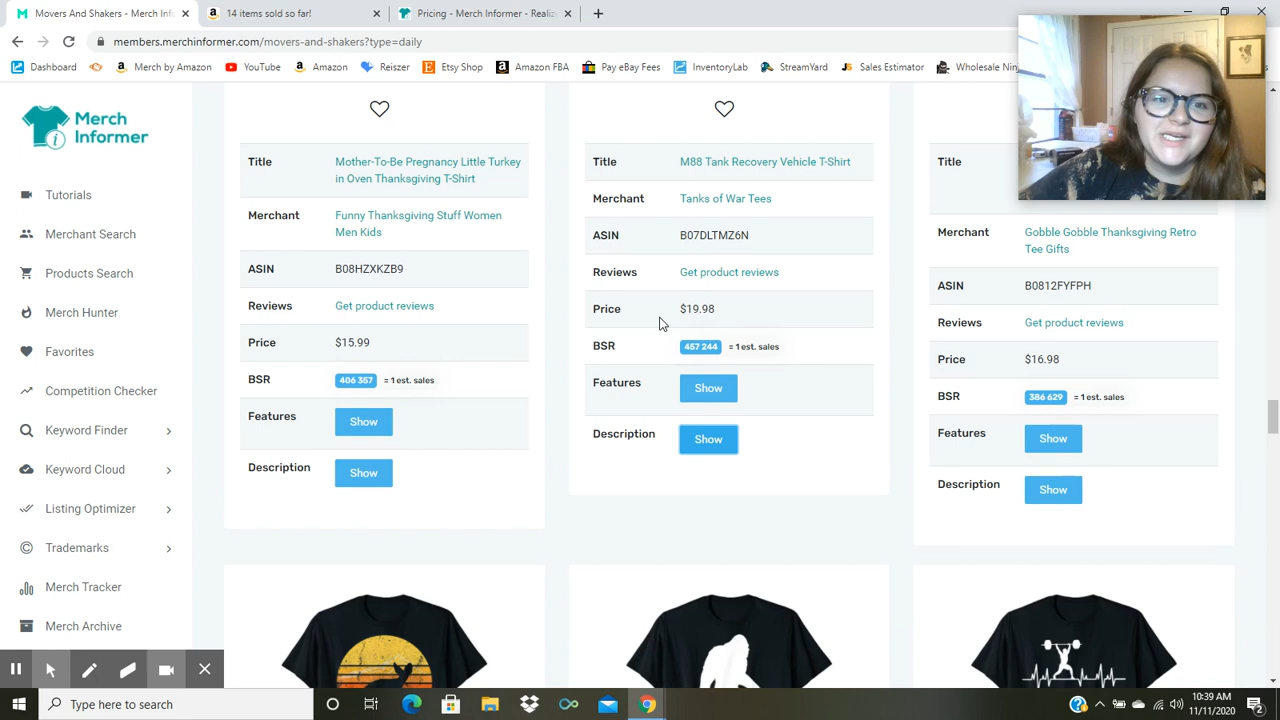 Movers And Shakers - Merch Info
14 items sold so far!
Pricing - Merch Informer - Realiz
members.merchinformer.com/movers-and-shakers?type=daily
Dashboard
Merch by Amazon
YouTube
Amazon
Reiszer
Etsy Shop
Amazon FBA
Pay eBay Fees
InventoryLab
StreamYard
Sales Estimator
Wholesale Ninj
Merch
Informer
Tutorials
Merchant Search
Products Search
Merch Hunter
Favorites
Competition Checker
Keyword Finder
Keyword Cloud
Listing Optimizer
Trademarks
Merch Tracker
Merch Archive
Title Mother-To-Be Pregnancy Little Turkey
in Oven Thanksgiving T-Shirt
Merchant Funny Thanksgiving Stuff Women
Men Kids
ASIN B08HZXKZB9
Reviews Get product reviews
Price $15.99
BSR 406 357 = 1 est. sales
Features Show
Description Show
Title M88 Tank Recovery Vehicle T-Shirt
Merchant Tanks of War Tees
ASIN B07DLTMZ6N
Reviews Get product reviews
Price $19.98
BSR 457 244 = 1 est. sales
Features Show
Description Show
Title
Merchant Gobble Gobble Thanksgiving Retro
Tee Gifts
ASIN B0812FYFPH
Reviews Get product reviews
Price $16.98
BSR 386 629 = 1 est. sales
Features Show
Description Show
Type here to search
10:39 AM
11/11/2020
2